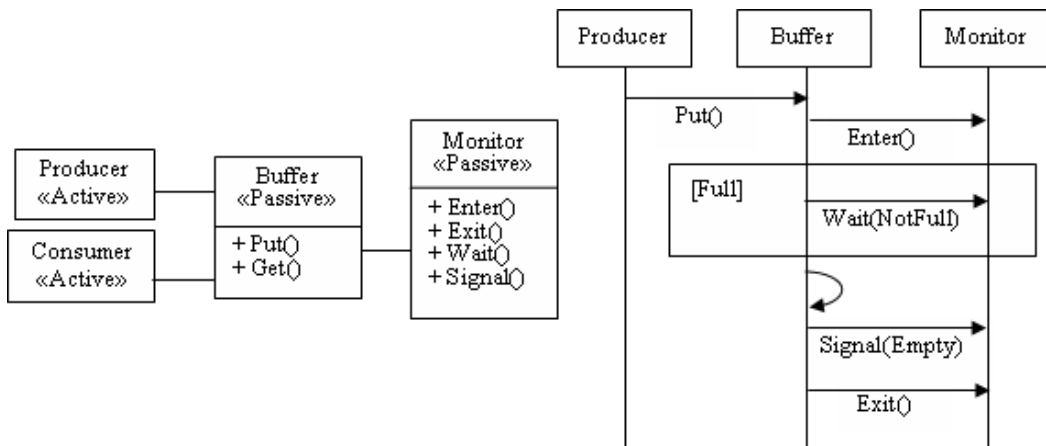 Producer
«Active»
Consumer
«Active»
Buffer
«Passive»
+ Put()
+ Get()
Monitor
«Passive»
+ Enter()
+ Exit()
+ Wait()
+ Signal()
Producer
Buffer
Monitor
Put()
Enter()
[Full]
Wait(NotFull)
Signal(Empty)
Exit()